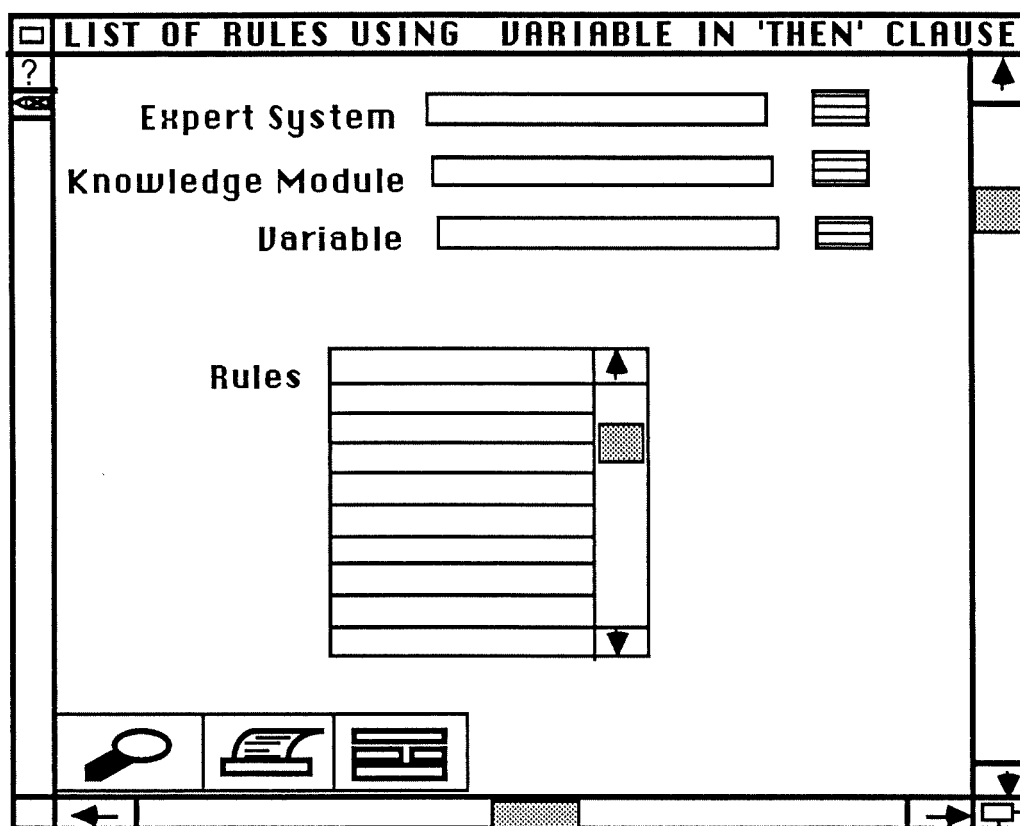 LIST OF RULES USING VARIABLE IN 'THEN' CLAUSE
?
Expert System
Knowledge Module
Variable
Rules